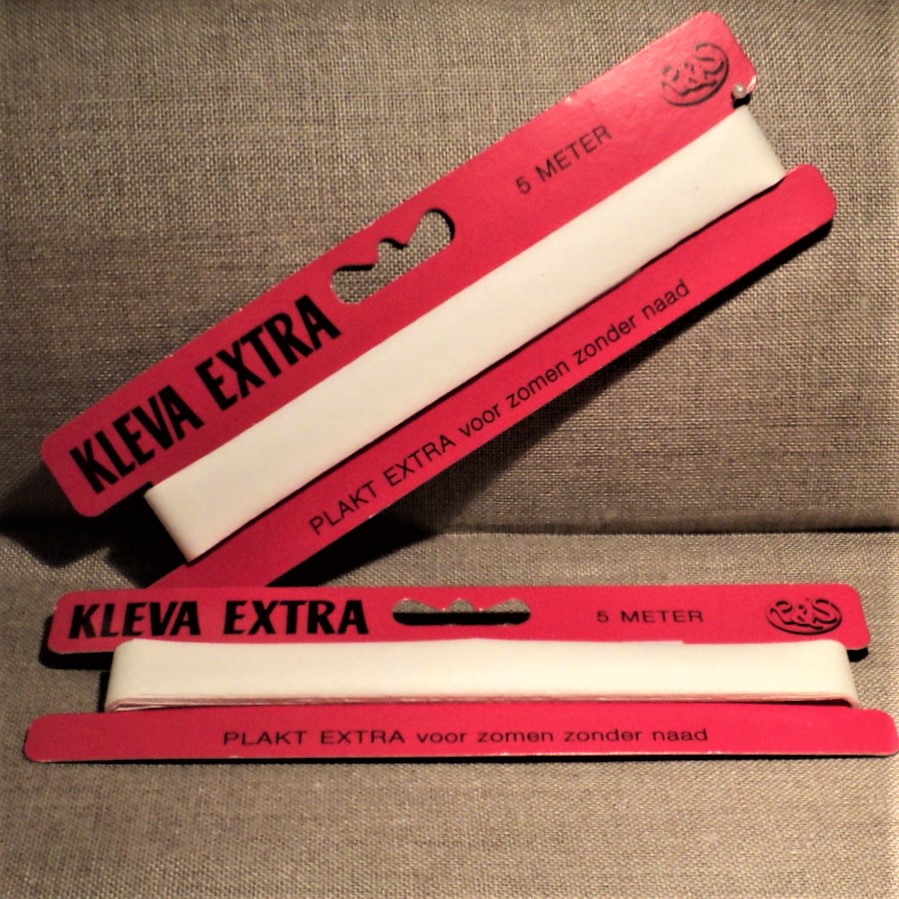 KLEVA EXTRA
5 METER
PLAKT EXTRA voor zomen zonder naad
KLEVA EXTRA
5 METER
PLAKT EXTRA voor zomen zonder naad